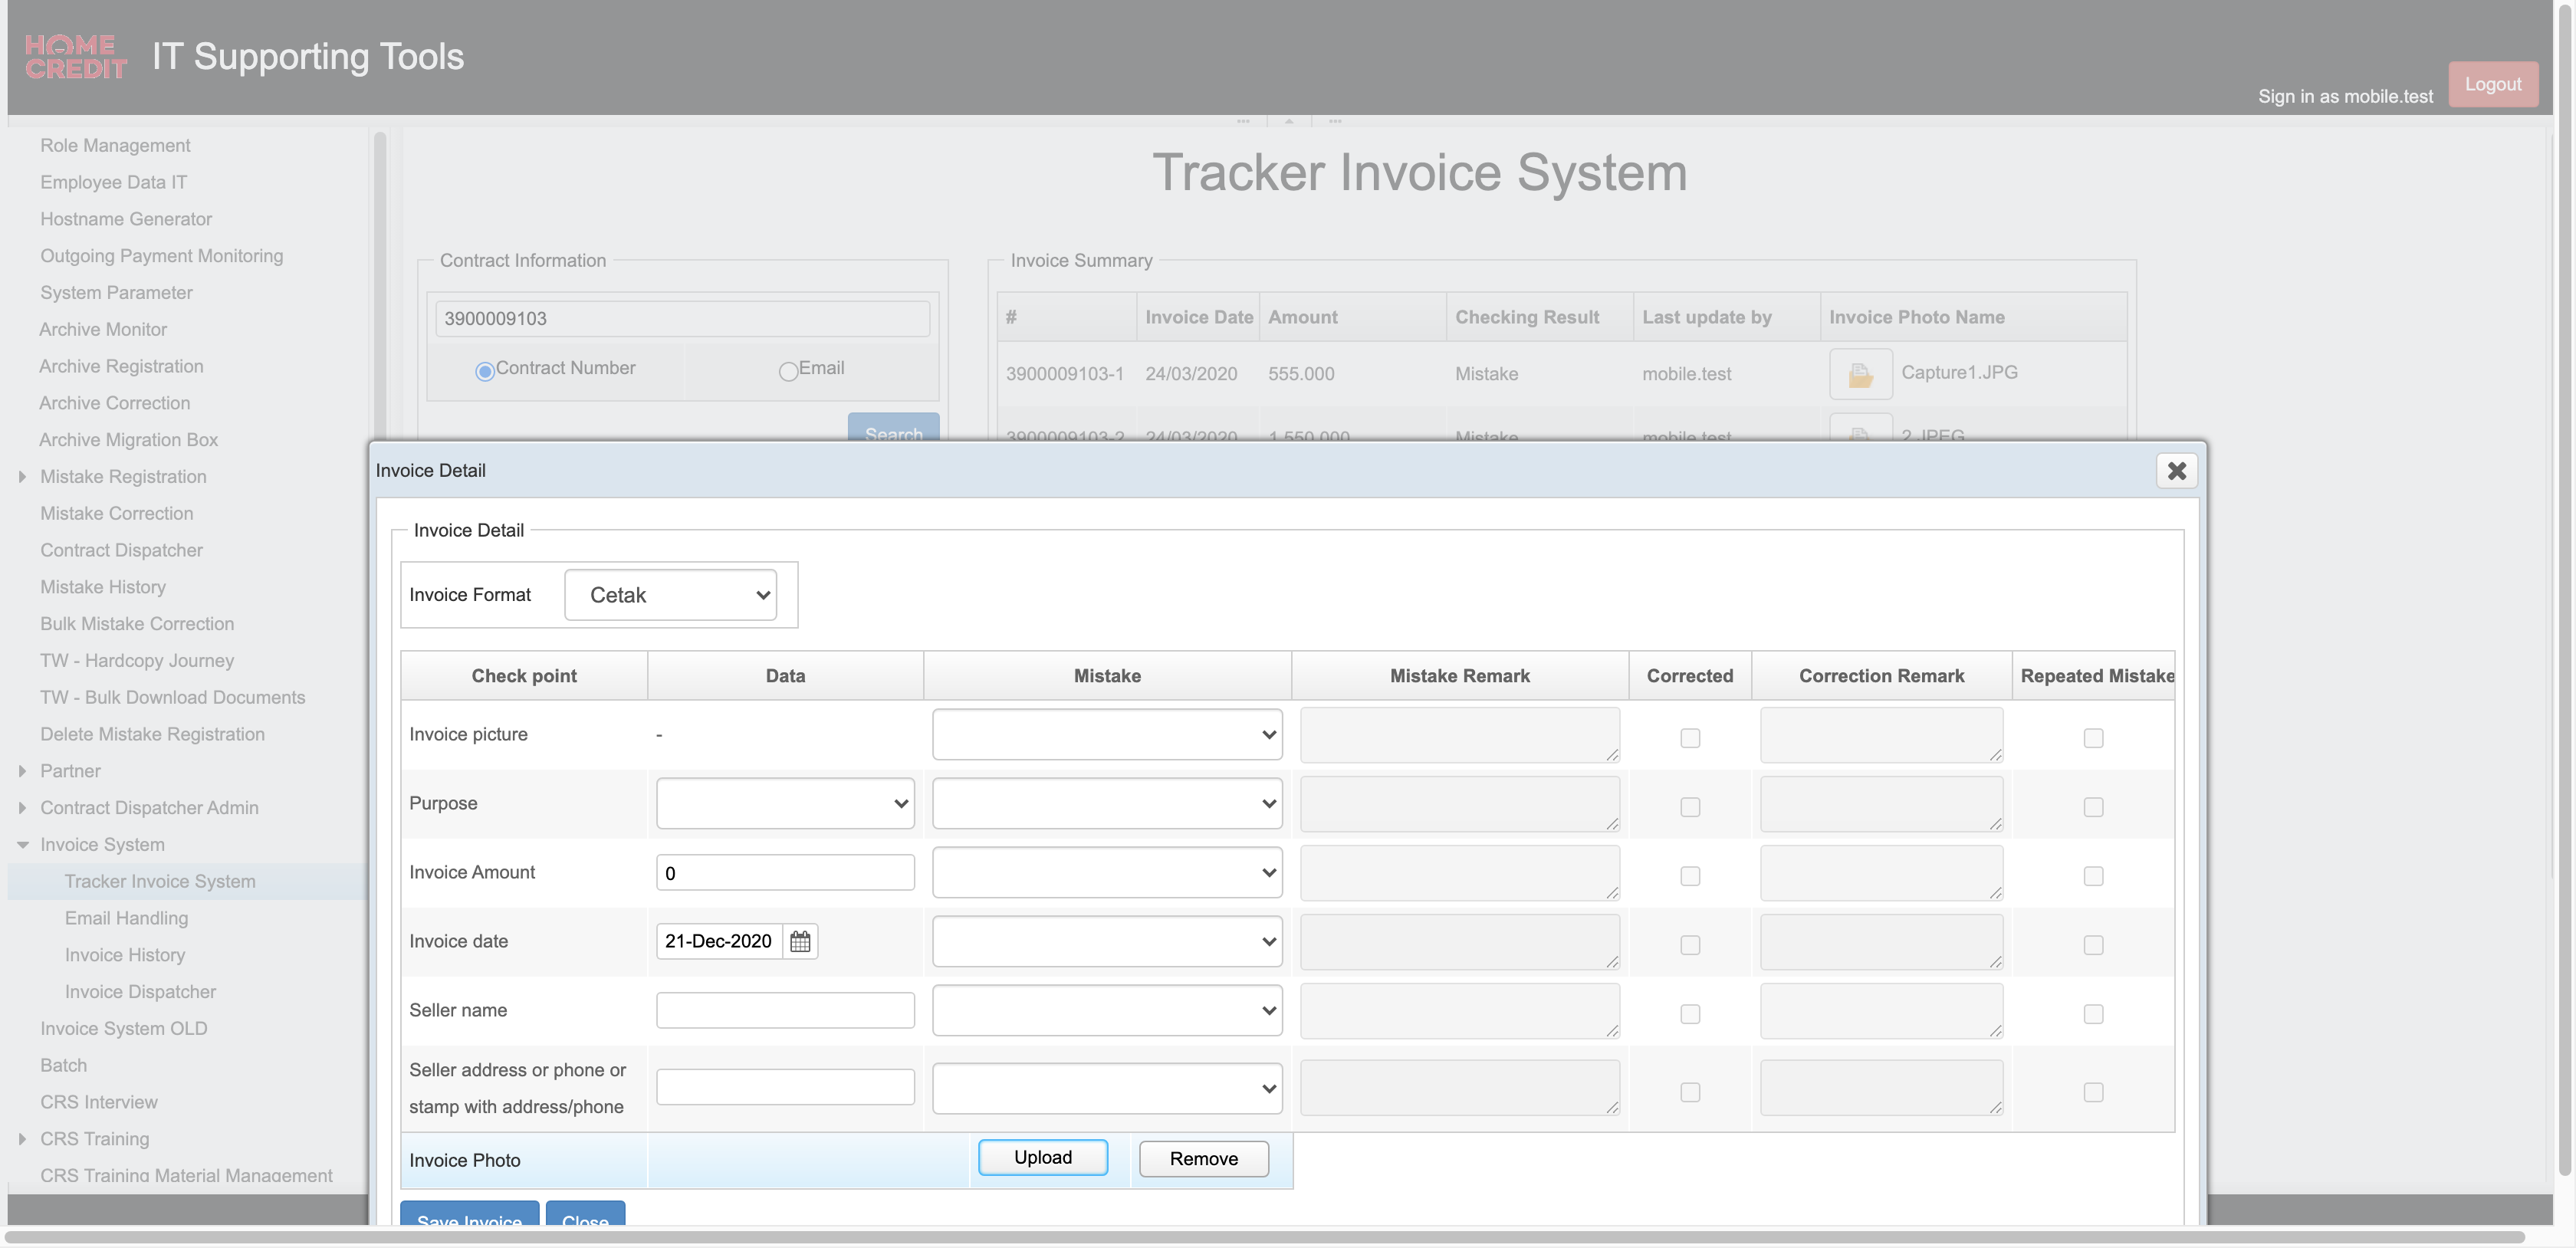 HOME
CREDIT
IT Supporting Tools
Sign in as mobile.test
Logout
Role Management
Employee Data IT
Hostname Generator
Outgoing Payment Monitoring
System Parameter
Archive Monitor
Archive Registration
Archive Correction
Archive Migration Box
Mistake Registration
Mistake Correction
Contract Dispatcher
Mistake History
Bulk Mistake Correction
TW - Hardcopy Journey
TW - Bulk Download Documents
Delete Mistake Registration
Partner
Contract Dispatcher Admin
Invoice System
Tracker Invoice System
Email Handling
Invoice History
Invoice Dispatcher
Invoice System OLD
Batch
CRS Interview
CRS Training
CRS Training Material Management
Tracker Invoice System
Contract Information
3900009103
Contract Number Email
Search
Invoice Summary
# Invoice Date Amount Checking Result Last update by Invoice Photo Name
3900009103-1 24/03/2020 555.000 Mistake mobile.test Capture1.JPG
3900009103-2 24/03/2020 1.550.000 Mistake mobile.test 2.JPEG
Invoice Detail
Invoice Detail
Invoice Format Cetak
Check point Data Mistake Mistake Remark Corrected Correction Remark Repeated Mistake
Invoice picture -
Purpose
Invoice Amount 0
Invoice date 21-Dec-2020
Seller name
Seller address or phone or
stamp with address/phone
Invoice Photo Upload Remove
Save Invoice Close